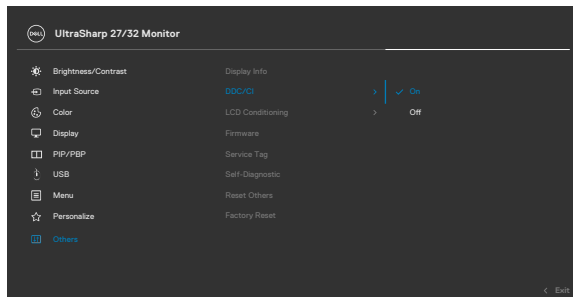 DELL UltraSharp 27/32 Monitor
Brightness/Contrast Display Info
Input Source DDC/CI > ✓ On
Color LCD Conditioning > Off
Display Firmware
PIP/PBP Service Tag
USB Self-Diagnostic
Menu Reset Others
Personalize Factory Reset
Others
< Exit